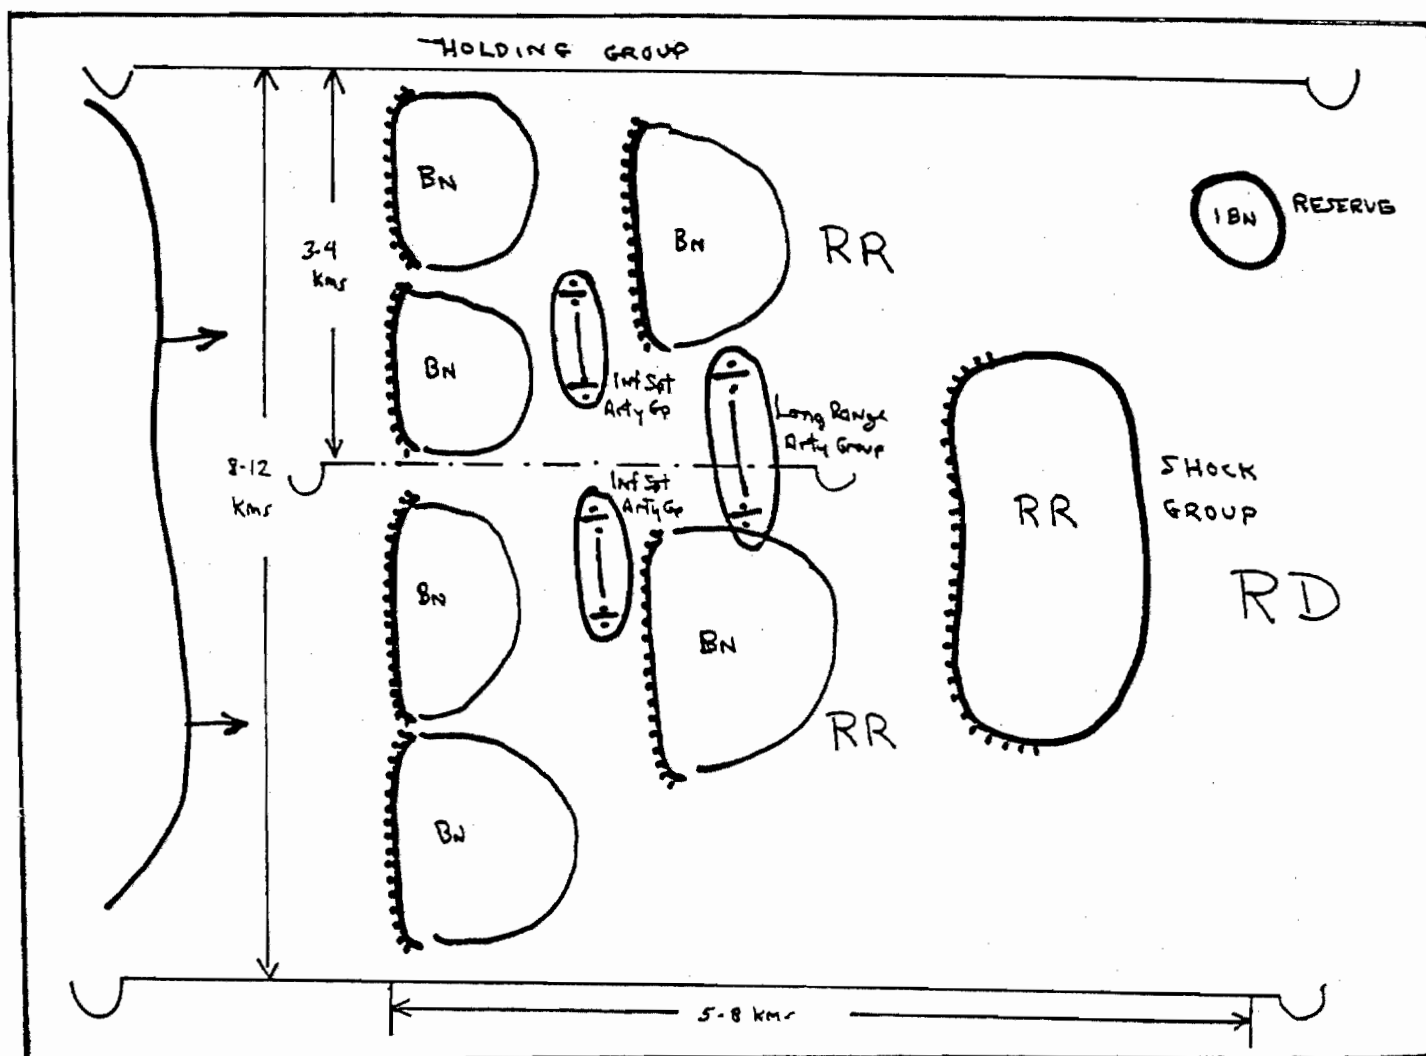 HOLDING GROUP
Bn
Bn
RR
1 BN
RESERVE
3-4
Kms
Bn
Inf Spt
Arty Gp
Long Range
Arty Group
8-12
Kms
Inf Spt
Arty Gp
SHOCK
GROUP
RR
Bn
Bn
RD
RR
Bn
5-8 kms